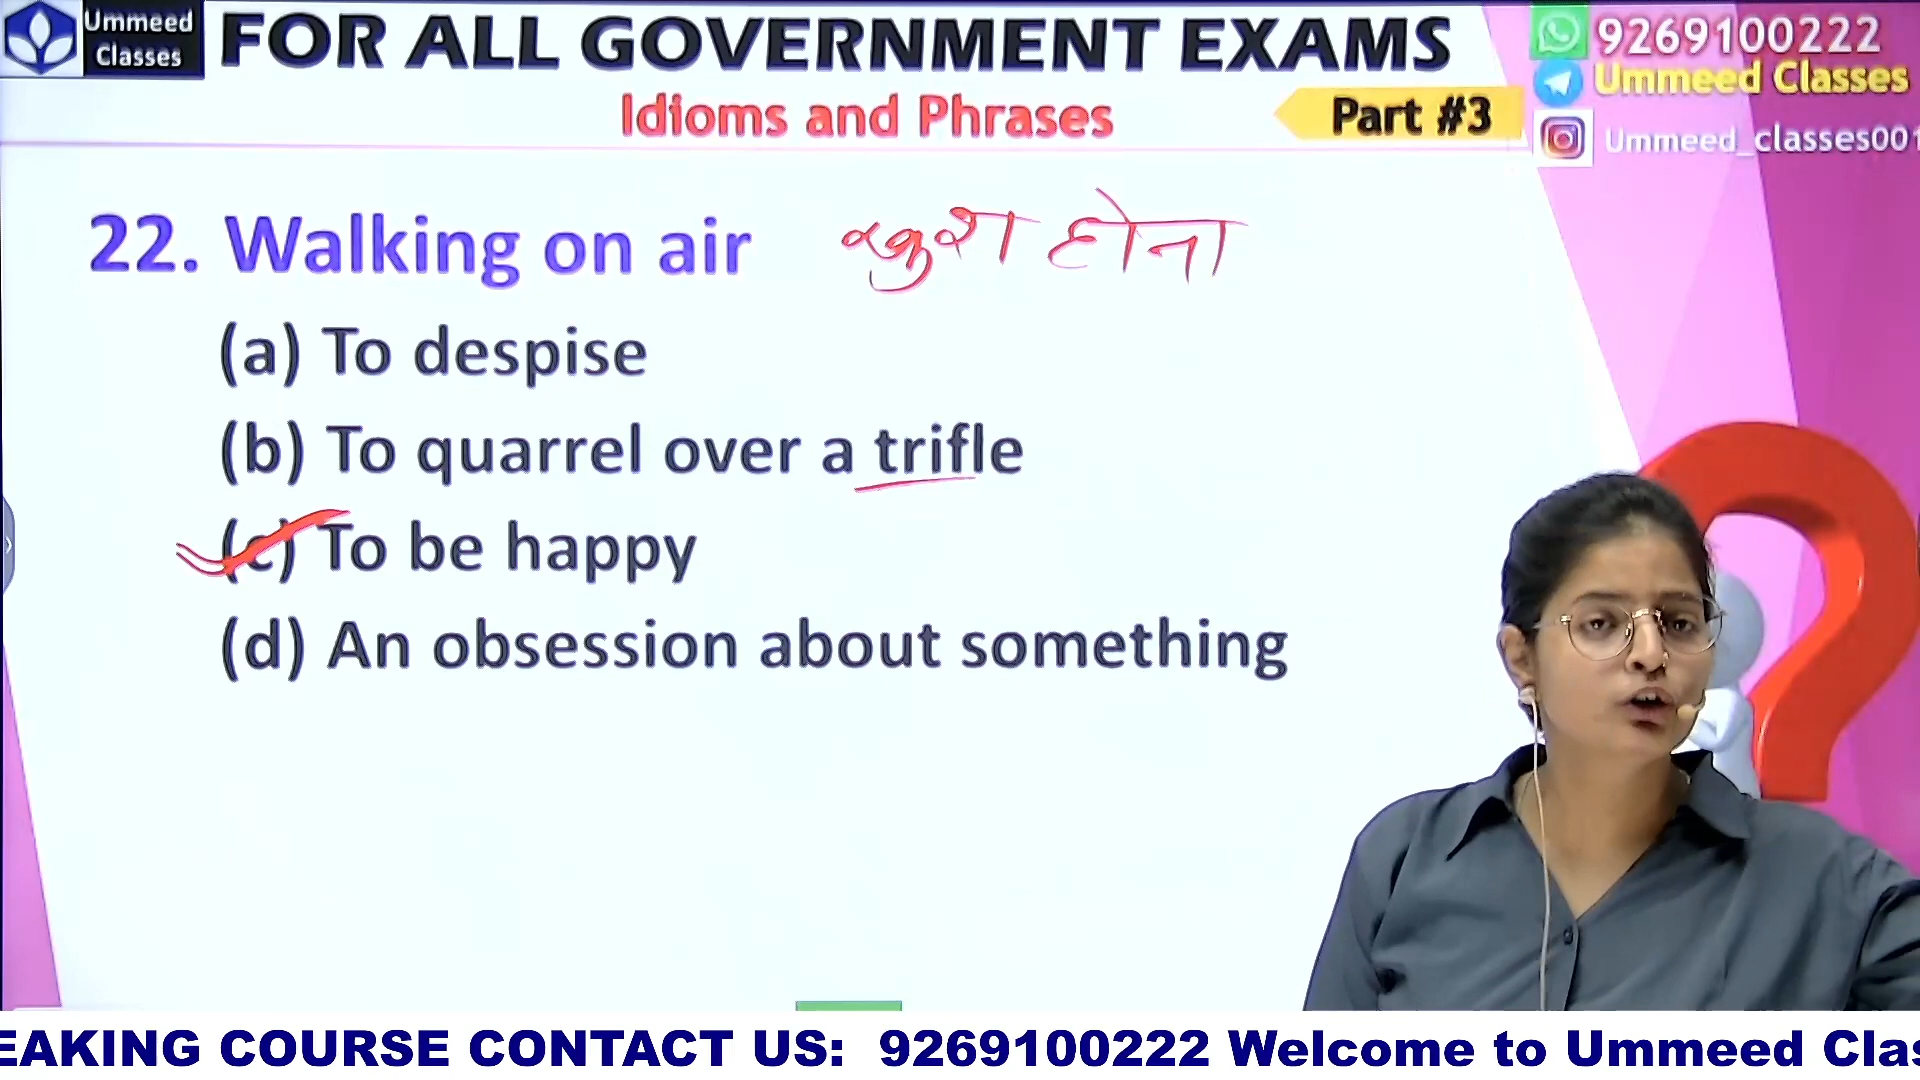 Ummeed
Classes
FOR ALL GOVERNMENT EXAMS
9269100222
Ummeed Classes
Idioms and Phrases
Part #3
Ummeed_classes001
22. Walking on air खुश होना
(a) To despise
(b) To quarrel over a trifle
(c) To be happy
(d) An obsession about something
EAKING COURSE CONTACT US: 9269100222 Welcome to Ummeed Clas